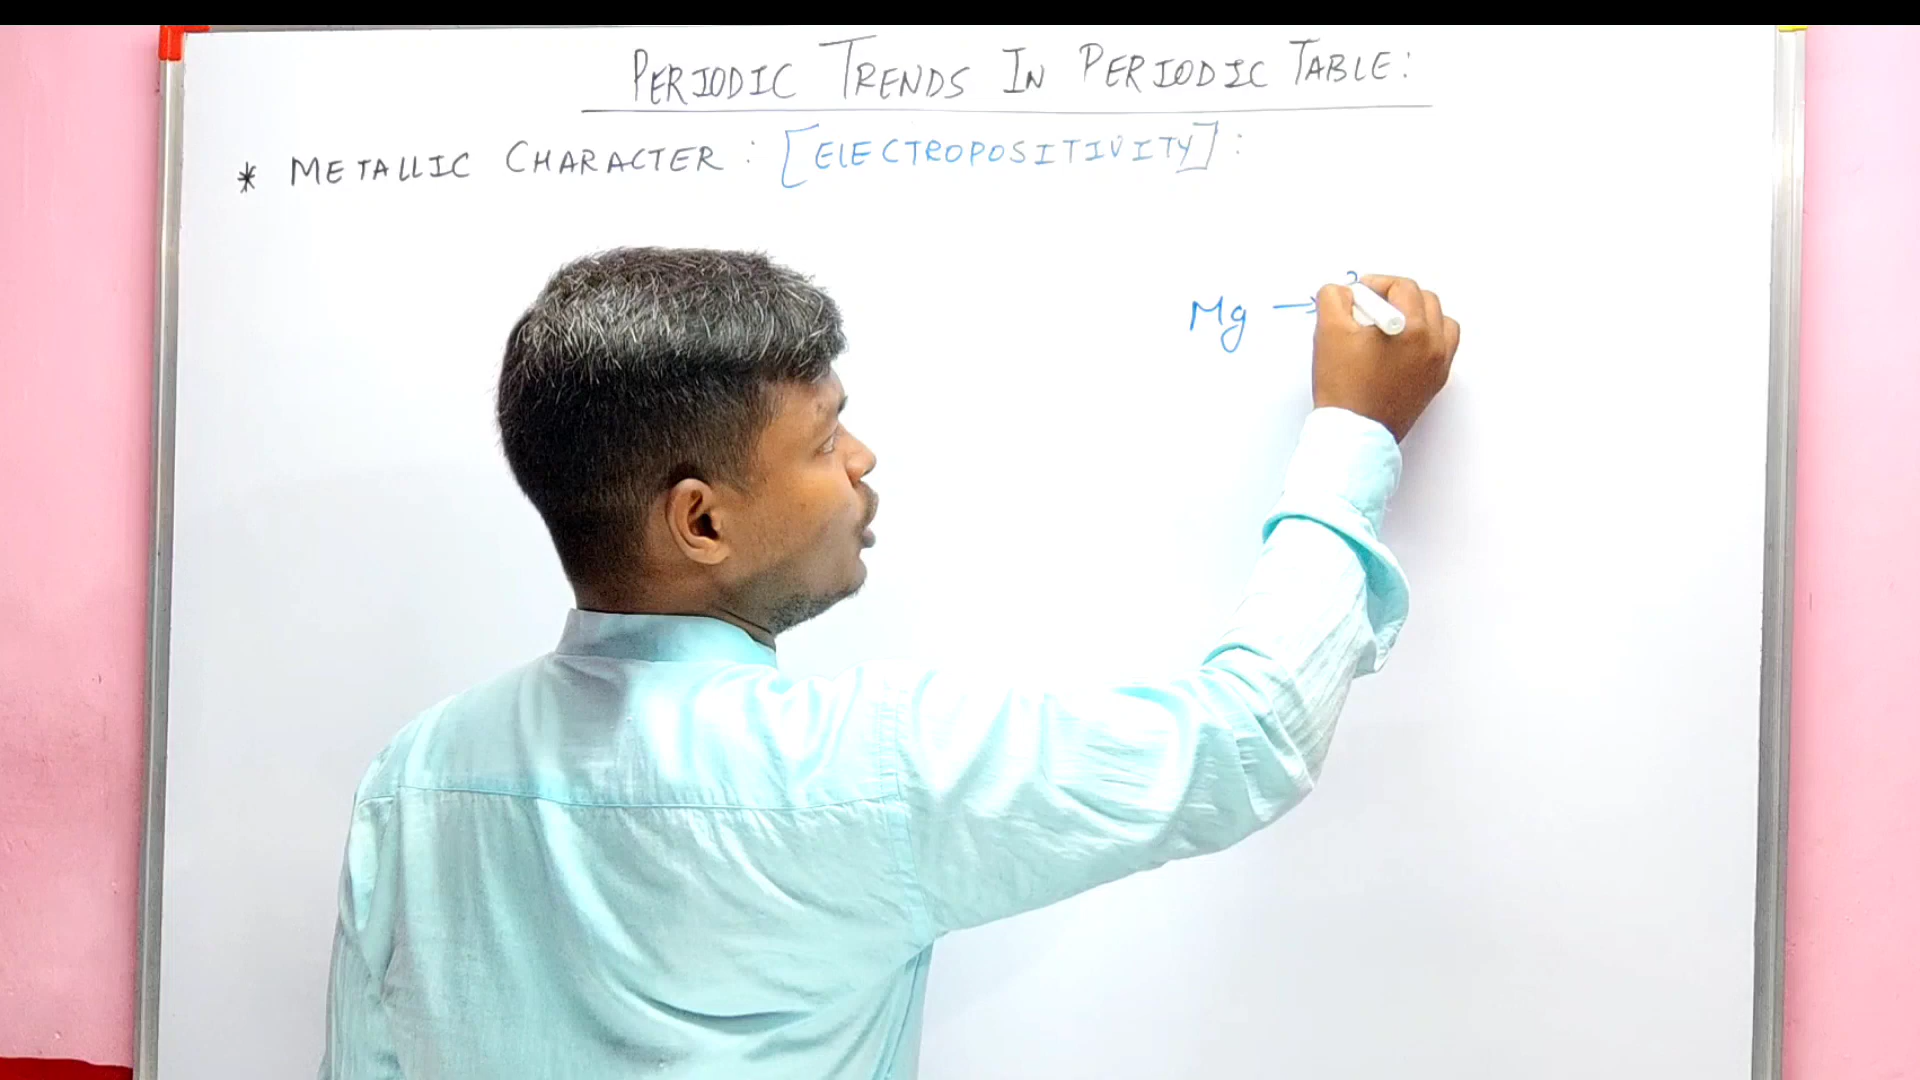 PERIODIC TRENDS IN PERIODIC TABLE:
* METALLIC CHARACTER: [ElECTROPOSITIVITY]:
Mg →